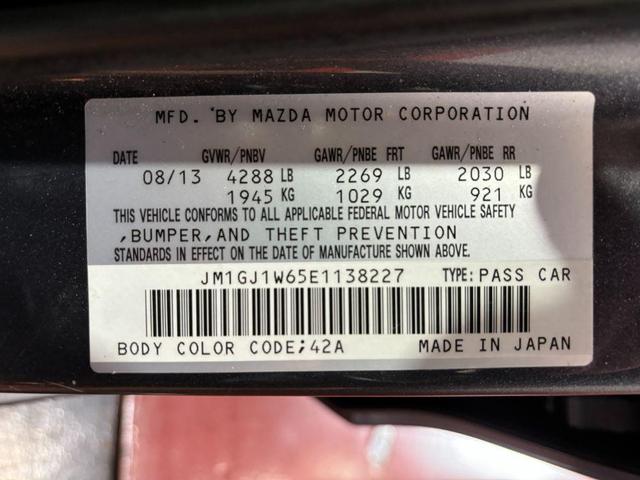 MFD. BY MAZDA MOTOR CORPORATION
DATE GVWR/PNBV GAWR/PNBE FRT GAWR/PNBE RR
08/13 4288 LB 2269 LB 2030 LB
1945 KG 1029 KG 921 KG
THIS VEHICLE CONFORMS TO ALL APPLICABLE FEDERAL MOTOR VEHICLE SAFETY
,BUMPER,AND THEFT PREVENTION
STANDARDS IN EFFECT ON THE DATE OF MANUFACTURE SHOWN ABOVE.
JM1GJ1W65E1138227 TYPE: PASS CAR
BODY COLOR CODE;42A MADE IN JAPAN